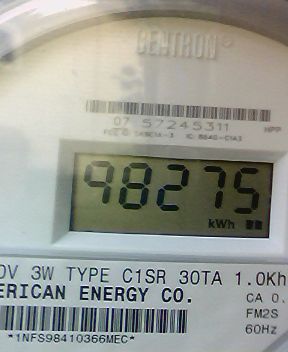 CENTRON®
07 57245311
HPP
98275
kWh
0V 3W TYPE C1SR 30TA 1.0Kh
ERICAN ENERGY CO.
CA 0.
FM2S
60Hz
*1NFS98410366MEC*